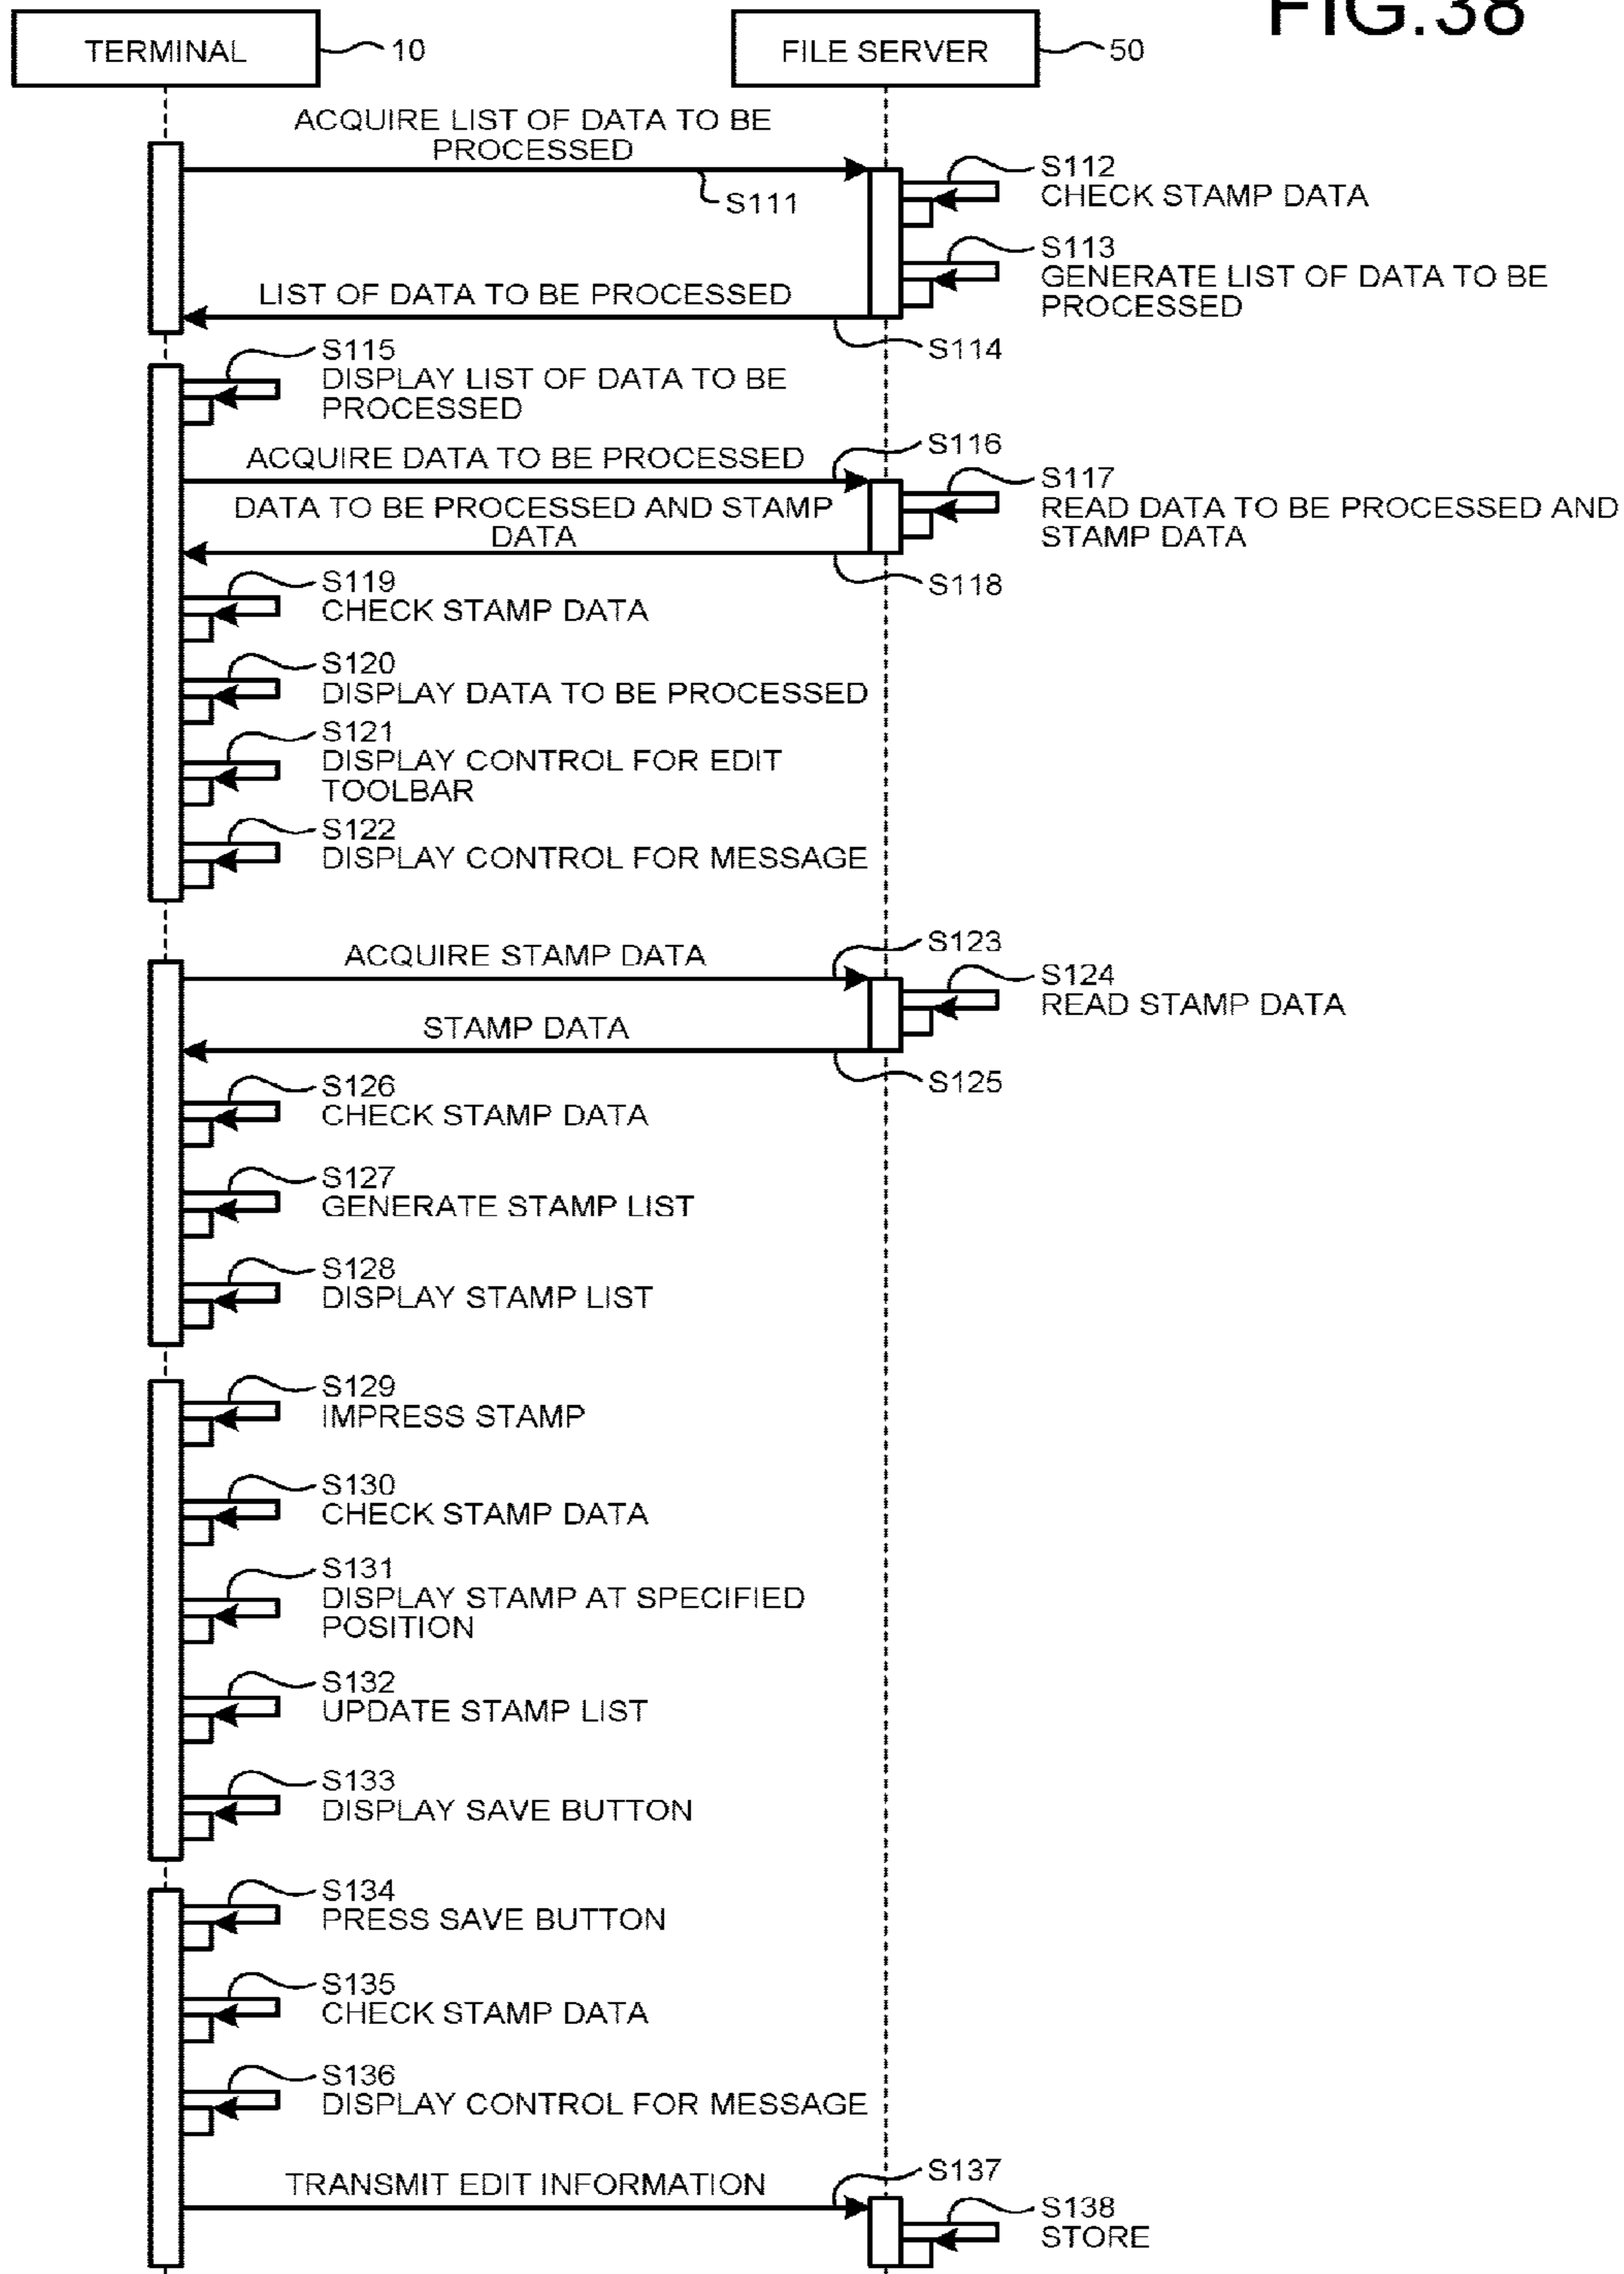 FIG.38
TERMINAL
10
FILE SERVER
50
ACQUIRE LIST OF DATA TO BE
PROCESSED
S111
S112
CHECK STAMP DATA
S113
GENERATE LIST OF DATA TO BE
PROCESSED
LIST OF DATA TO BE PROCESSED
S114
S115
DISPLAY LIST OF DATA TO BE
PROCESSED
ACQUIRE DATA TO BE PROCESSED
S116
S117
READ DATA TO BE PROCESSED AND
STAMP DATA
DATA TO BE PROCESSED AND STAMP
DATA
S118
S119
CHECK STAMP DATA
S120
DISPLAY DATA TO BE PROCESSED
S121
DISPLAY CONTROL FOR EDIT
TOOLBAR
S122
DISPLAY CONTROL FOR MESSAGE
ACQUIRE STAMP DATA
S123
S124
READ STAMP DATA
STAMP DATA
S125
S126
CHECK STAMP DATA
S127
GENERATE STAMP LIST
S128
DISPLAY STAMP LIST
S129
IMPRESS STAMP
S130
CHECK STAMP DATA
S131
DISPLAY STAMP AT SPECIFIED
POSITION
S132
UPDATE STAMP LIST
S133
DISPLAY SAVE BUTTON
S134
PRESS SAVE BUTTON
S135
CHECK STAMP DATA
S136
DISPLAY CONTROL FOR MESSAGE
TRANSMIT EDIT INFORMATION
S137
S138
STORE